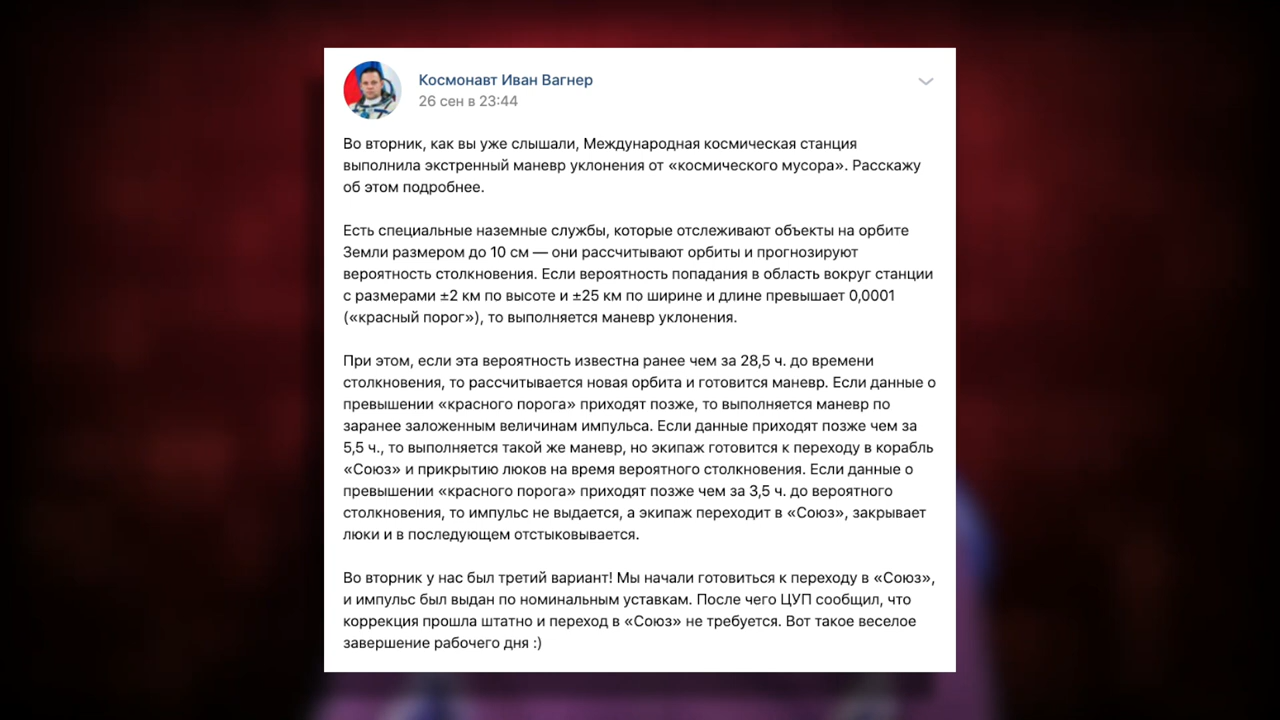 Космонавт Иван Вагнер
26 сен в 23:44
Во вторник, как вы уже слышали, Международная космическая станция
выполнила экстренный маневр уклонения от «космического мусора». Расскажу
об этом подробнее.
Есть специальные наземные службы, которые отслеживают объекты на орбите
Земли размером до 10 см — они рассчитывают орбиты и прогнозируют
вероятность столкновения. Если вероятность попадания в область вокруг станции
с размерами ±2 км по высоте и ±25 км по ширине и длине превышает 0,0001
(«красный порог»), то выполняется маневр уклонения.
При этом, если эта вероятность известна ранее чем за 28,5 ч. до времени
столкновения, то рассчитывается новая орбита и готовится маневр. Если данные о
превышении «красного порога» приходят позже, то выполняется маневр по
заранее заложенным величинам импульса. Если данные приходят позже чем за
5,5 ч., то выполняется такой же маневр, но экипаж готовится к переходу в корабль
«Союз» и прикрытию люков на время вероятного столкновения. Если данные о
превышении «красного порога» приходят позже чем за 3,5 ч. до вероятного
столкновения, то импульс не выдается, а экипаж переходит в «Союз», закрывает
люки и в последующем отстыковывается.
Во вторник у нас был третий вариант! Мы начали готовиться к переходу в «Союз»,
и импульс был выдан по номинальным уставкам. После чего ЦУП сообщил, что
коррекция прошла штатно и переход в «Союз» не требуется. Вот такое веселое
завершение рабочего дня :)